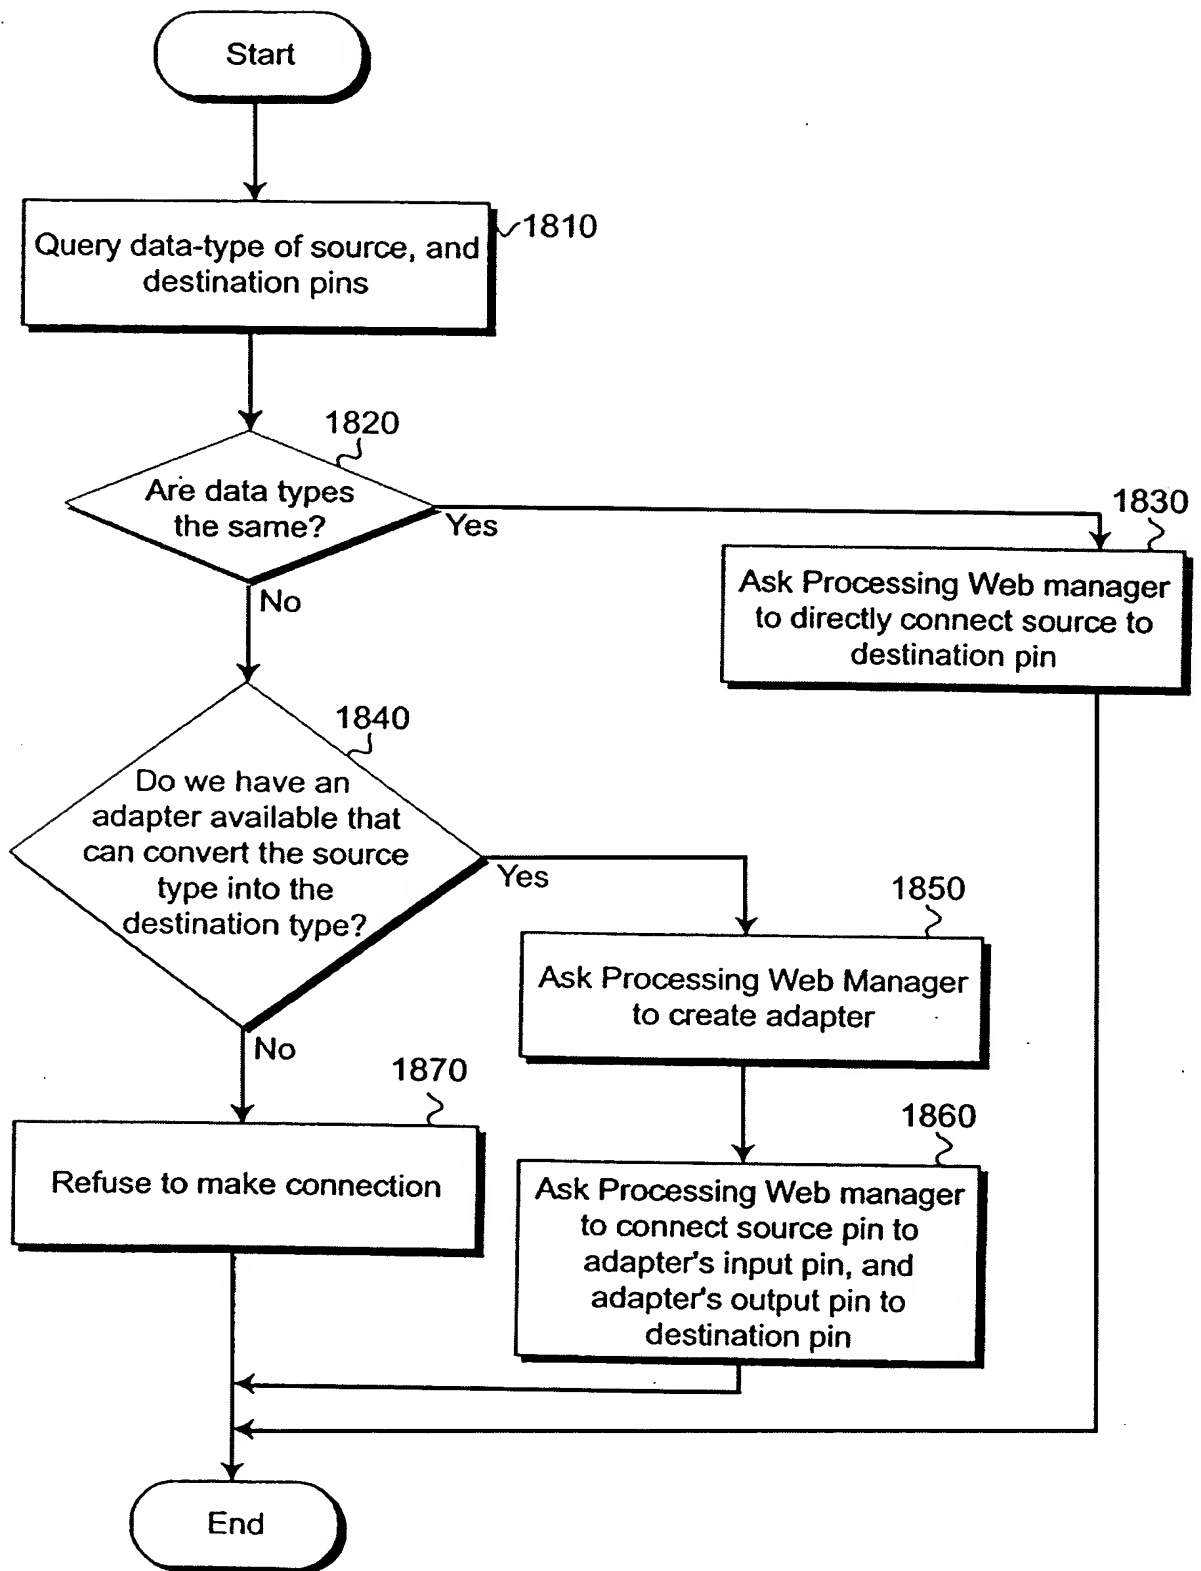 Start
1810
Query data-type of source, and
destination pins
1820
Are data types
the same?
Yes
No
1830
Ask Processing Web manager
to directly connect source to
destination pin
1840
Do we have an
adapter available that
can convert the source
type into the
destination type?
Yes
No
1850
Ask Processing Web Manager
to create adapter
1860
Ask Processing Web manager
to connect source pin to
adapter's input pin, and
adapter's output pin to
destination pin
1870
Refuse to make connection
End